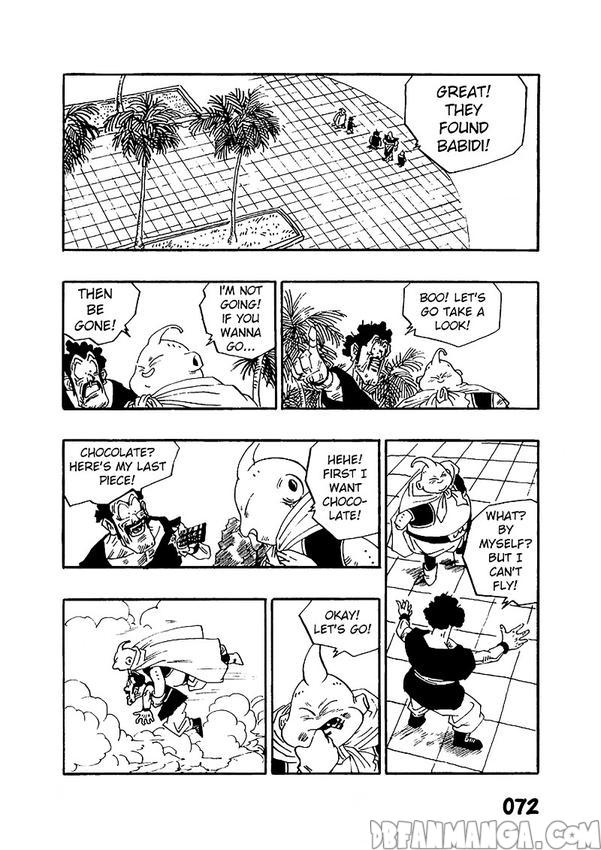 GREAT!
THEY
FOUND
BABIDI!
BOO! LET'S
GO TAKE A
LOOK!
I'M NOT
GOING!
IF YOU
WANNA
GO...
THEN
BE
GONE!
WHAT?
BY
MYSELF?
BUT I
CAN'T
FLY!
HEHE!
FIRST I
WANT
CHOCO-
LATE!
CHOCOLATE?
HERE'S MY LAST
PIECE!
OKAY!
LET'S GO!
072
DBFANMANGA.COM